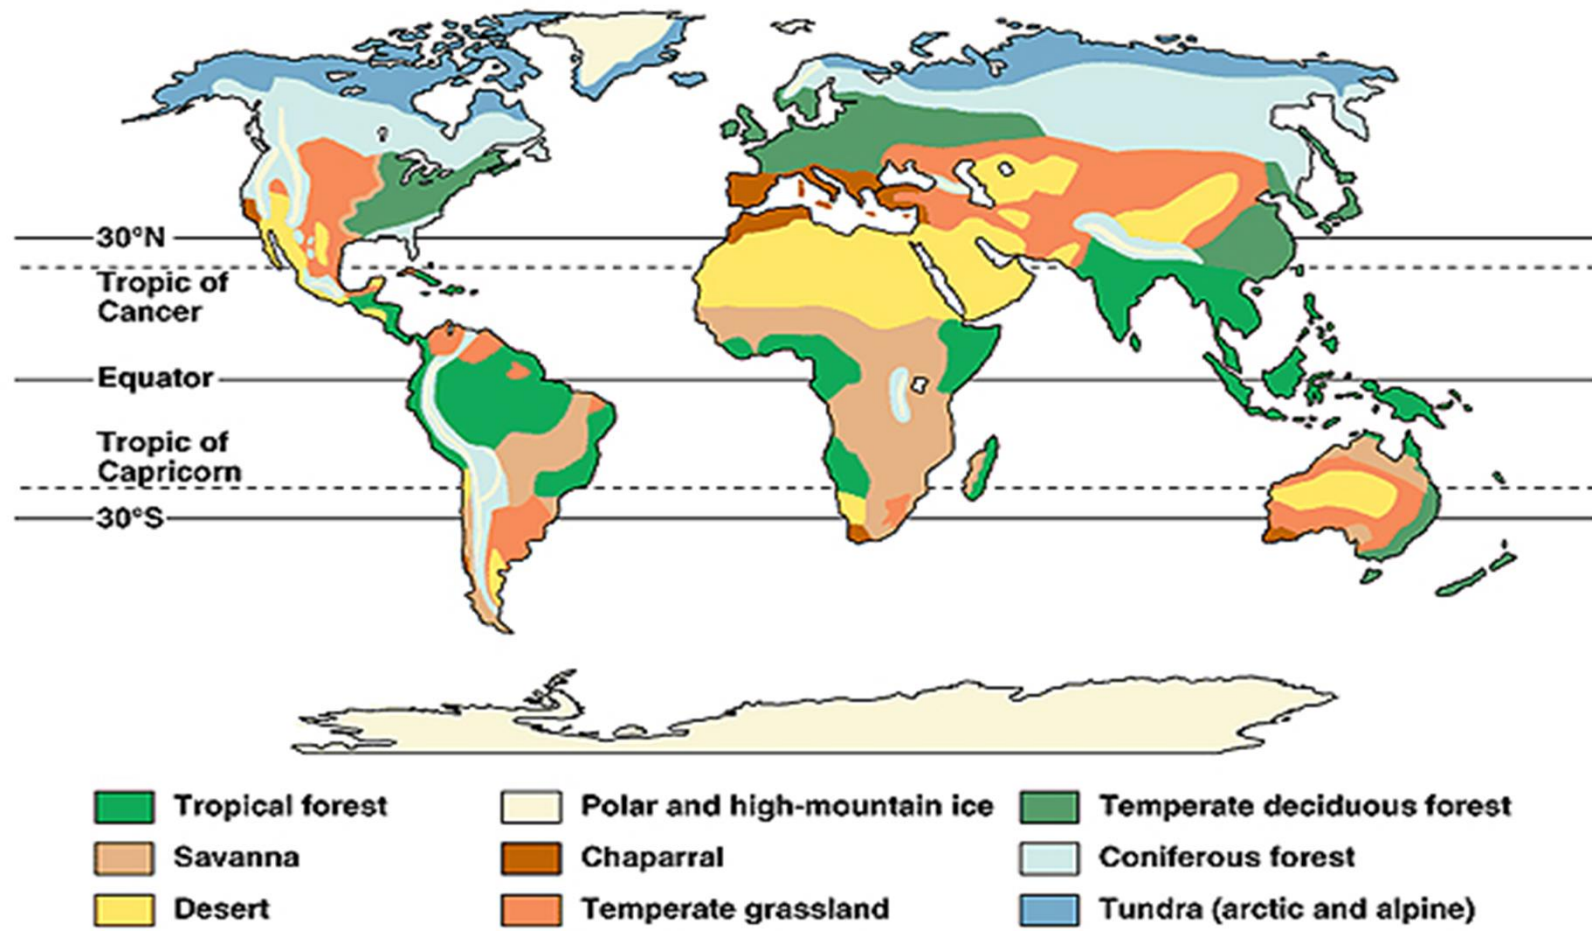 30°N
Tropic of
Cancer
Equator
Tropic of
Capricorn
30°S
Tropical forest
Polar and high-mountain ice
Temperate deciduous forest
Savanna
Chaparral
Coniferous forest
Desert
Temperate grassland
Tundra (arctic and alpine)